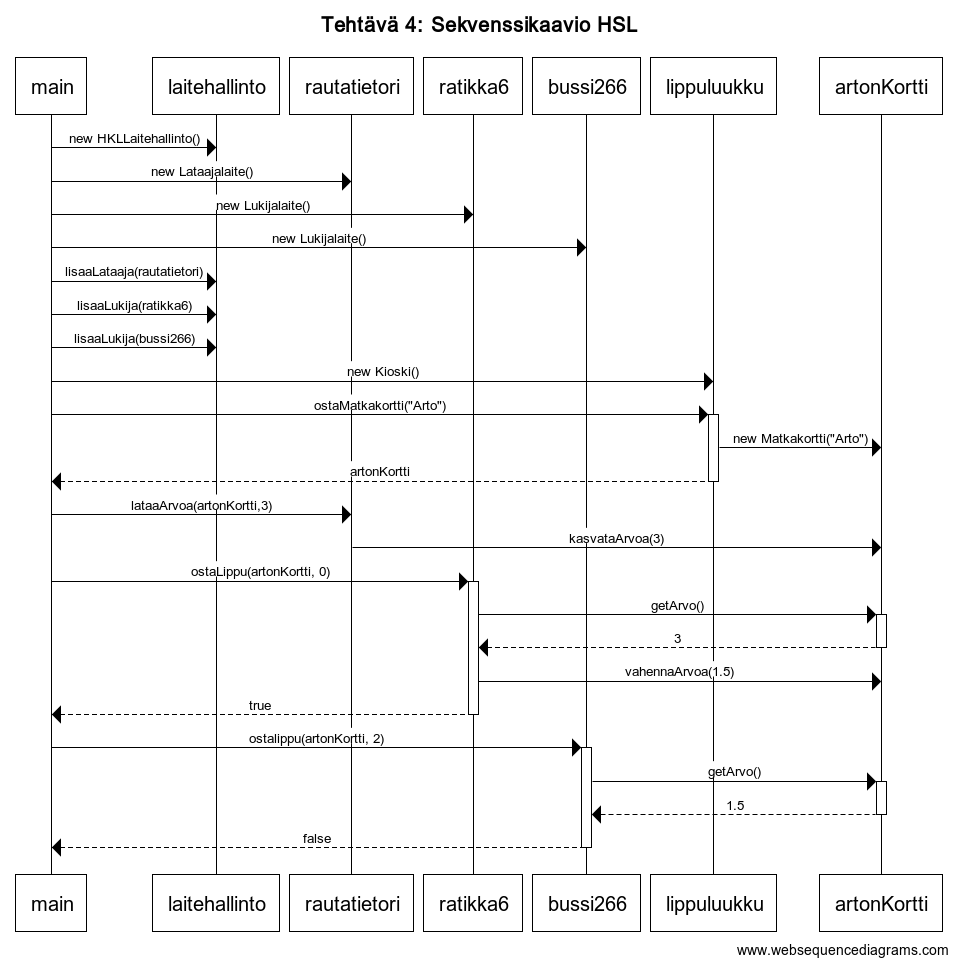 Tehtävä 4: Sekvenssikaavio HSL
main laitehallinto rautatietori ratikka6 bussi266 lippuluukku artonKortti
new HKLLaitehallinto()
new Lataajalaite()
new Lukijalaite()
new Lukijalaite()
lisaaLataaja(rautatietori)
lisaaLukija(ratikka6)
lisaaLukija(bussi266)
new Kioski()
ostaMatkakortti("Arto")
new Matkakortti("Arto")
artonKortti
lataaArvoa(artonKortti,3)
kasvataArvoa(3)
ostaLippu(artonKortti, 0)
getArvo()
3
vahennaArvoa(1.5)
true
ostalippu(artonKortti, 2)
getArvo()
1.5
false
main laitehallinto rautatietori ratikka6 bussi266 lippuluukku artonKortti
www.websequencediagrams.com